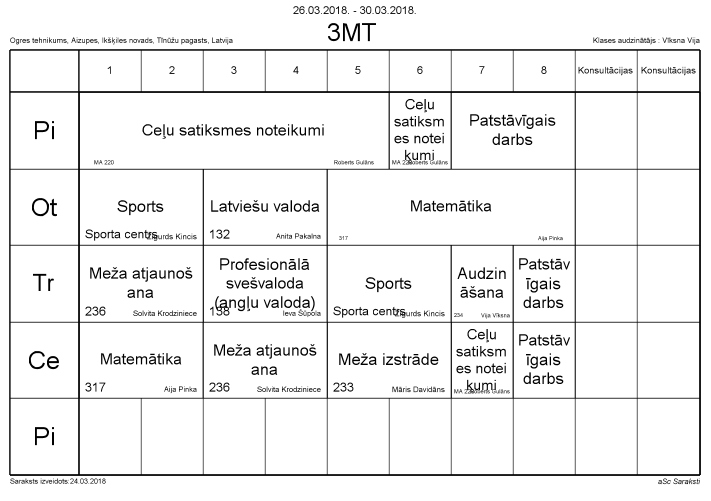 26.03.2018. - 30.03.2018.
3MT
Ogres tehnikums, Aizupes, Ikšķiles novads, Tīnūžu pagasts, Latvija
Klases audzinātājs : Vīksna Vija
1 2 3 4 5 6 7 8 Konsultācijas Konsultācijas
Pi
Ceļu satiksmes noteikumi
MA 220
Roberts Gulāns
Ceļu
satiksm
es notei
kumi
MA 220
Roberts Gulāns
Patstāvīgais
darbs
Ot
Sports
Sporta centrs
Zigurds Kincis
Latviešu valoda
132
Anita Pakalna
Matemātika
317
Aija Pinka
Tr
Meža atjaunoš
ana
236
Solvita Krodziniece
Profesionālā
svešvaloda
(angļu valoda)
138
Ieva Šūpola
Sports
Sporta centrs
Zigurds Kincis
Audzin
āšana
234
Vija Vīksna
Patstāv
īgais
darbs
Ce
Matemātika
317
Aija Pinka
Meža atjaunoš
ana
236
Solvita Krodziniece
Meža izstrāde
233
Māris Davidāns
Ceļu
satiksm
es notei
kumi
MA 220
Roberts Gulāns
Patstāv
īgais
darbs
Pi
Saraksts izveidots:24.03.2018
aSc Saraksti